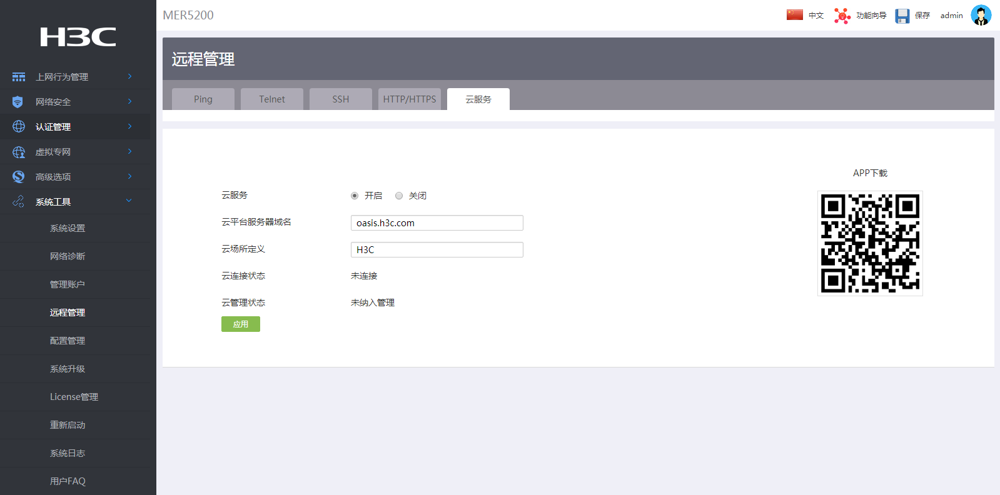 H3C
上网行为管理
网络安全
认证管理
虚拟专网
高级选项
系统工具
系统设置
网络诊断
管理账户
远程管理
配置管理
系统升级
License管理
重新启动
系统日志
用户FAQ
MER5200
中文 功能向导 保存 admin
远程管理
Ping Telnet SSH HTTP/HTTPS 云服务
APP下载
云服务 开启 关闭
云平台服务器域名 oasis.h3c.com
云场所定义 H3C
云连接状态 未连接
云管理状态 未纳入管理
应用